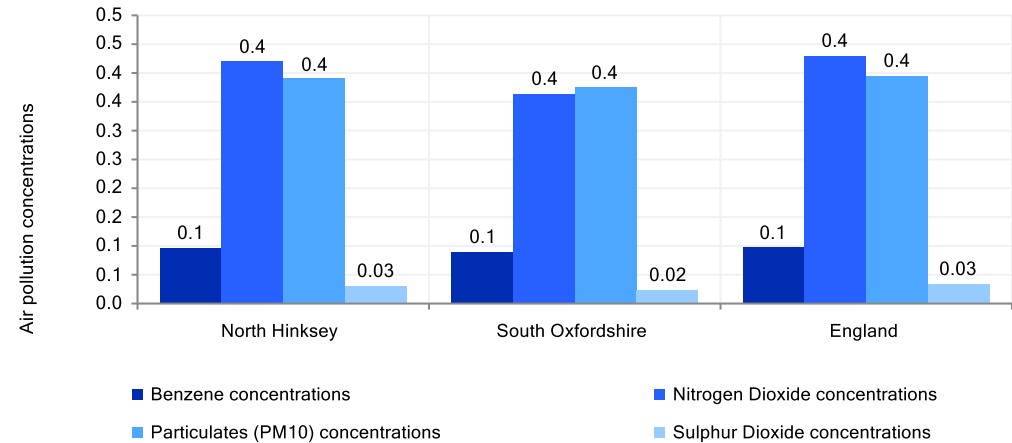 Air pollution concentrations
0.5
0.5
0.4
0.4
0.3
0.3
0.2
0.2
0.1
0.1
0.0
0.1
0.4
0.4
0.03
0.1
0.4
0.4
0.02
0.1
0.4
0.4
0.03
North Hinksey
South Oxfordshire
England
Benzene concentrations
Nitrogen Dioxide concentrations
Particulates (PM10) concentrations
Sulphur Dioxide concentrations